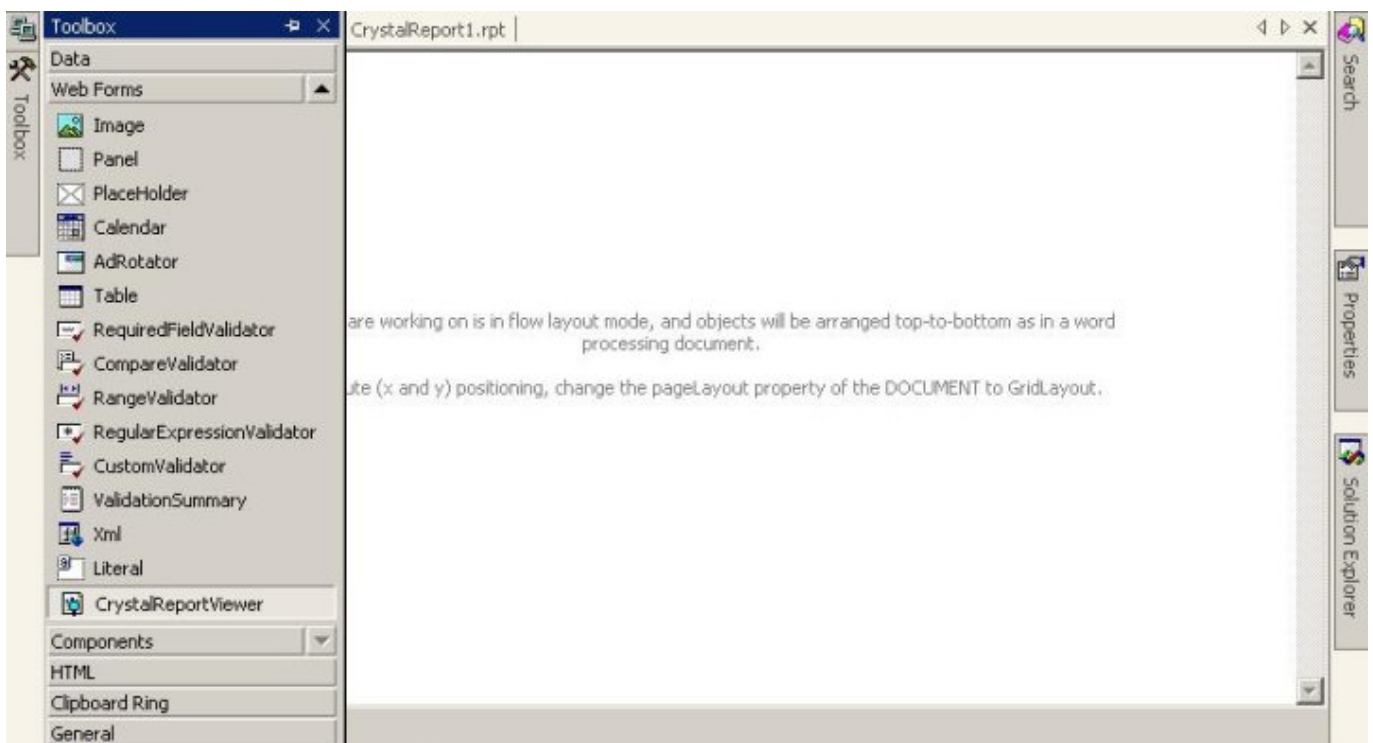 Toolbox
CrystalReport1.rpt
Data
Web Forms
Image
Panel
PlaceHolder
Calendar
AdRotator
Table
RequiredFieldValidator
CompareValidator
RangeValidator
RegularExpressionValidator
CustomValidator
ValidationSummary
Xml
Literal
CrystalReportViewer
Components
HTML
Clipboard Ring
General
are working on is in flow layout mode, and objects will be arranged top-to-bottom as in a word
processing document.
ute (x and y) positioning, change the pageLayout property of the DOCUMENT to GridLayout.
Toolbox
Search
Properties
Solution Explorer